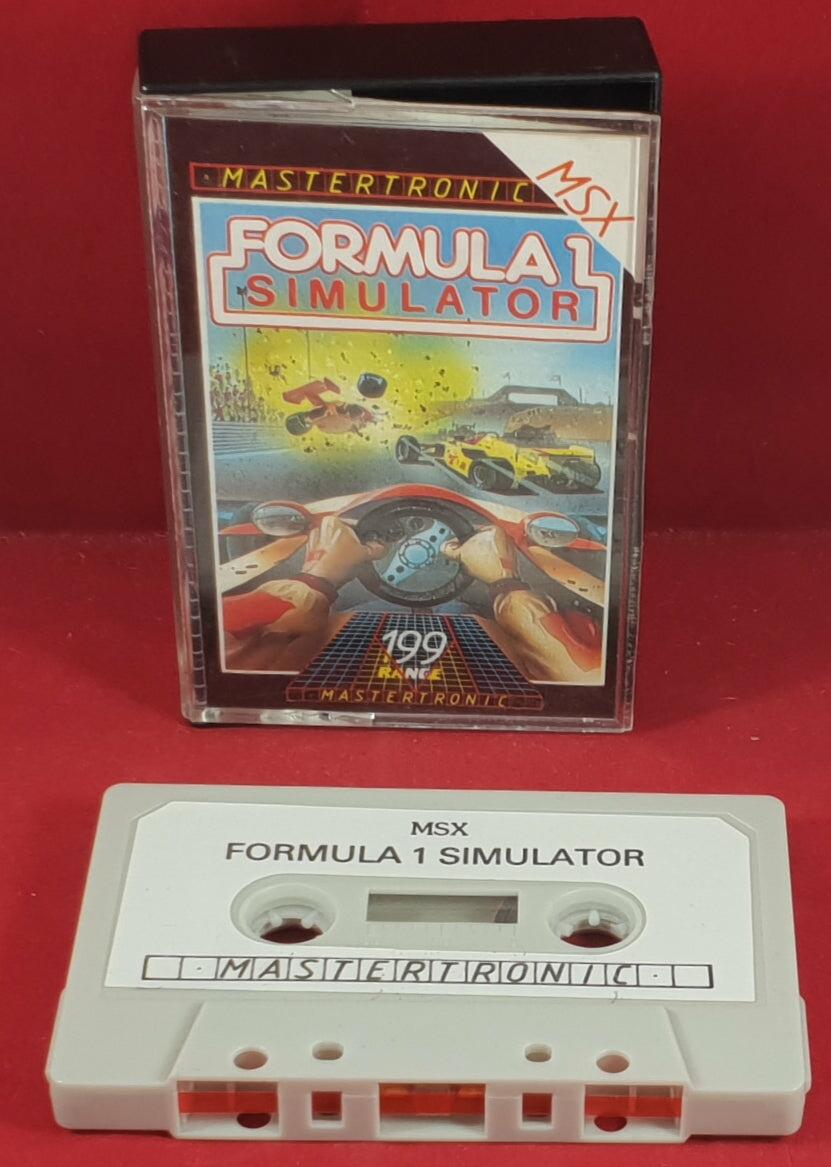 MASTERTRONIC
MSX
FORMULA 1
SIMULATOR
199
RANGE
MASTERTRONIC
MSX
FORMULA 1 SIMULATOR
MASTERTRONIC